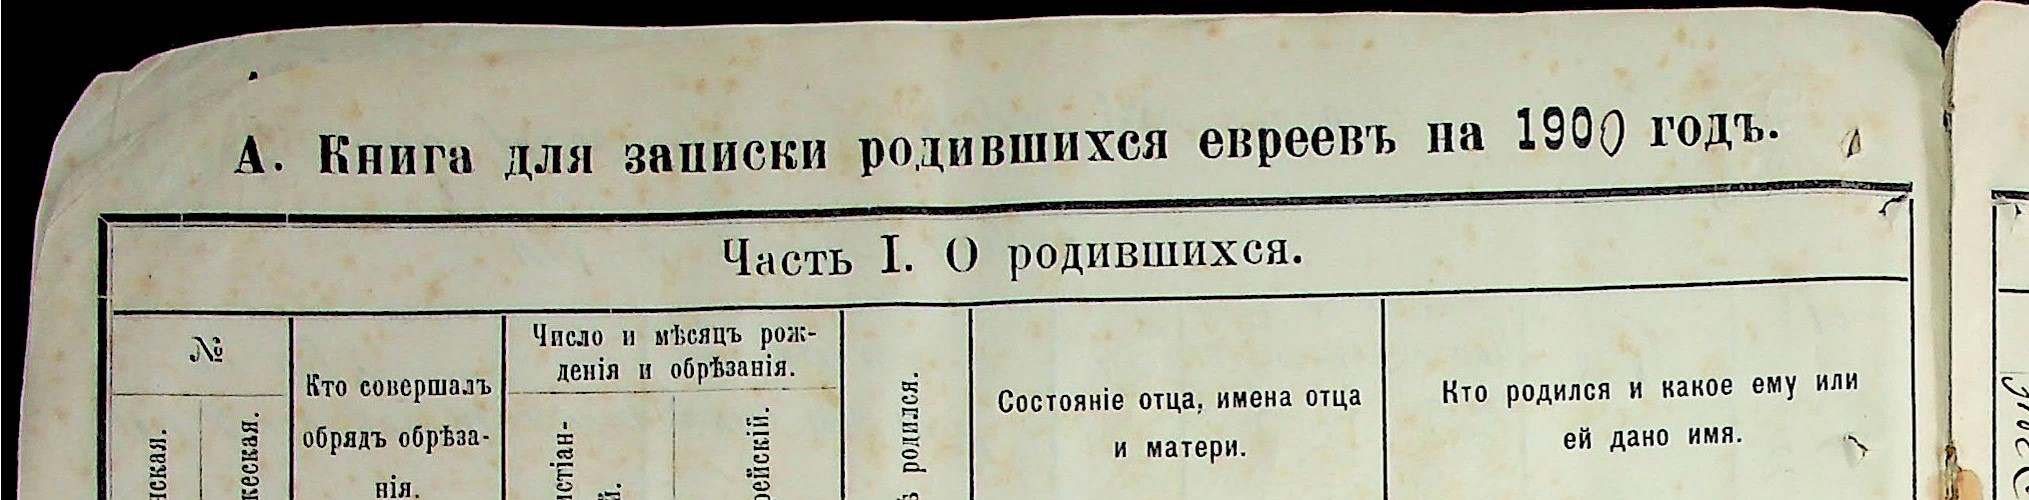 А. Книга для записки родившихся евреевъ на 1900 годъ.
Часть I. О родившихся.
№
Число и мѣсяцъ рож-
денія и обрѣзанія.
Кто совершалъ
обрядъ обрѣза-
нія.
родился.
Состояніе отца, имена отца
и матери.
Кто родился и какое ему или
ей дано имя.